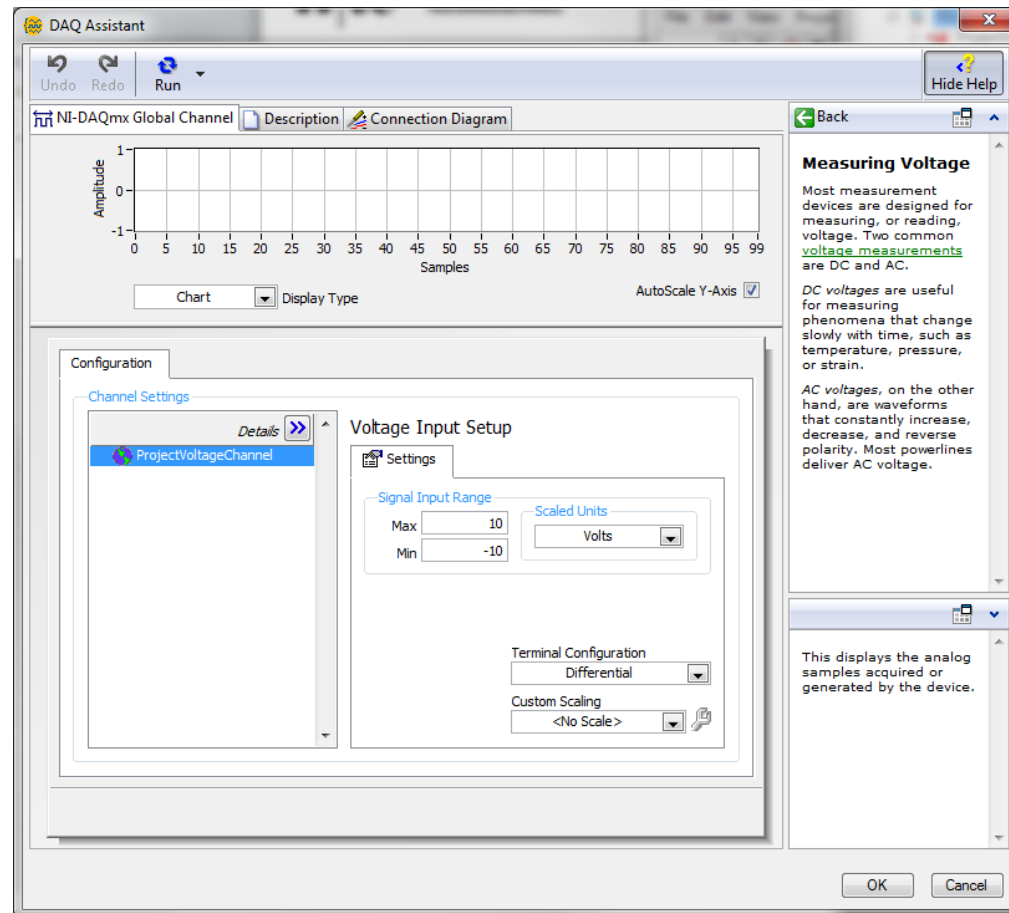 DAQ Assistant
Undo Redo Run
Hide Help
NI-DAQmx Global Channel Description Connection Diagram
Back
Amplitude
1
0
-1
0 5 10 15 20 25 30 35 40 45 50 55 60 65 70 75 80 85 90 95 99
Samples
Chart Display Type
AutoScale Y-Axis
Configuration
Channel Settings
Details
ProjectVoltageChannel
Voltage Input Setup
Settings
Signal Input Range
Max 10
Min -10
Scaled Units
Volts
Terminal Configuration
Differential
Custom Scaling
<No Scale>
Measuring Voltage
Most measurement
devices are designed for
measuring, or reading,
voltage. Two common
voltage measurements
are DC and AC.
DC voltages are useful
for measuring
phenomena that change
slowly with time, such as
temperature, pressure,
or strain.
AC voltages, on the other
hand, are waveforms
that constantly increase,
decrease, and reverse
polarity. Most powerlines
deliver AC voltage.
This displays the analog
samples acquired or
generated by the device.
OK Cancel